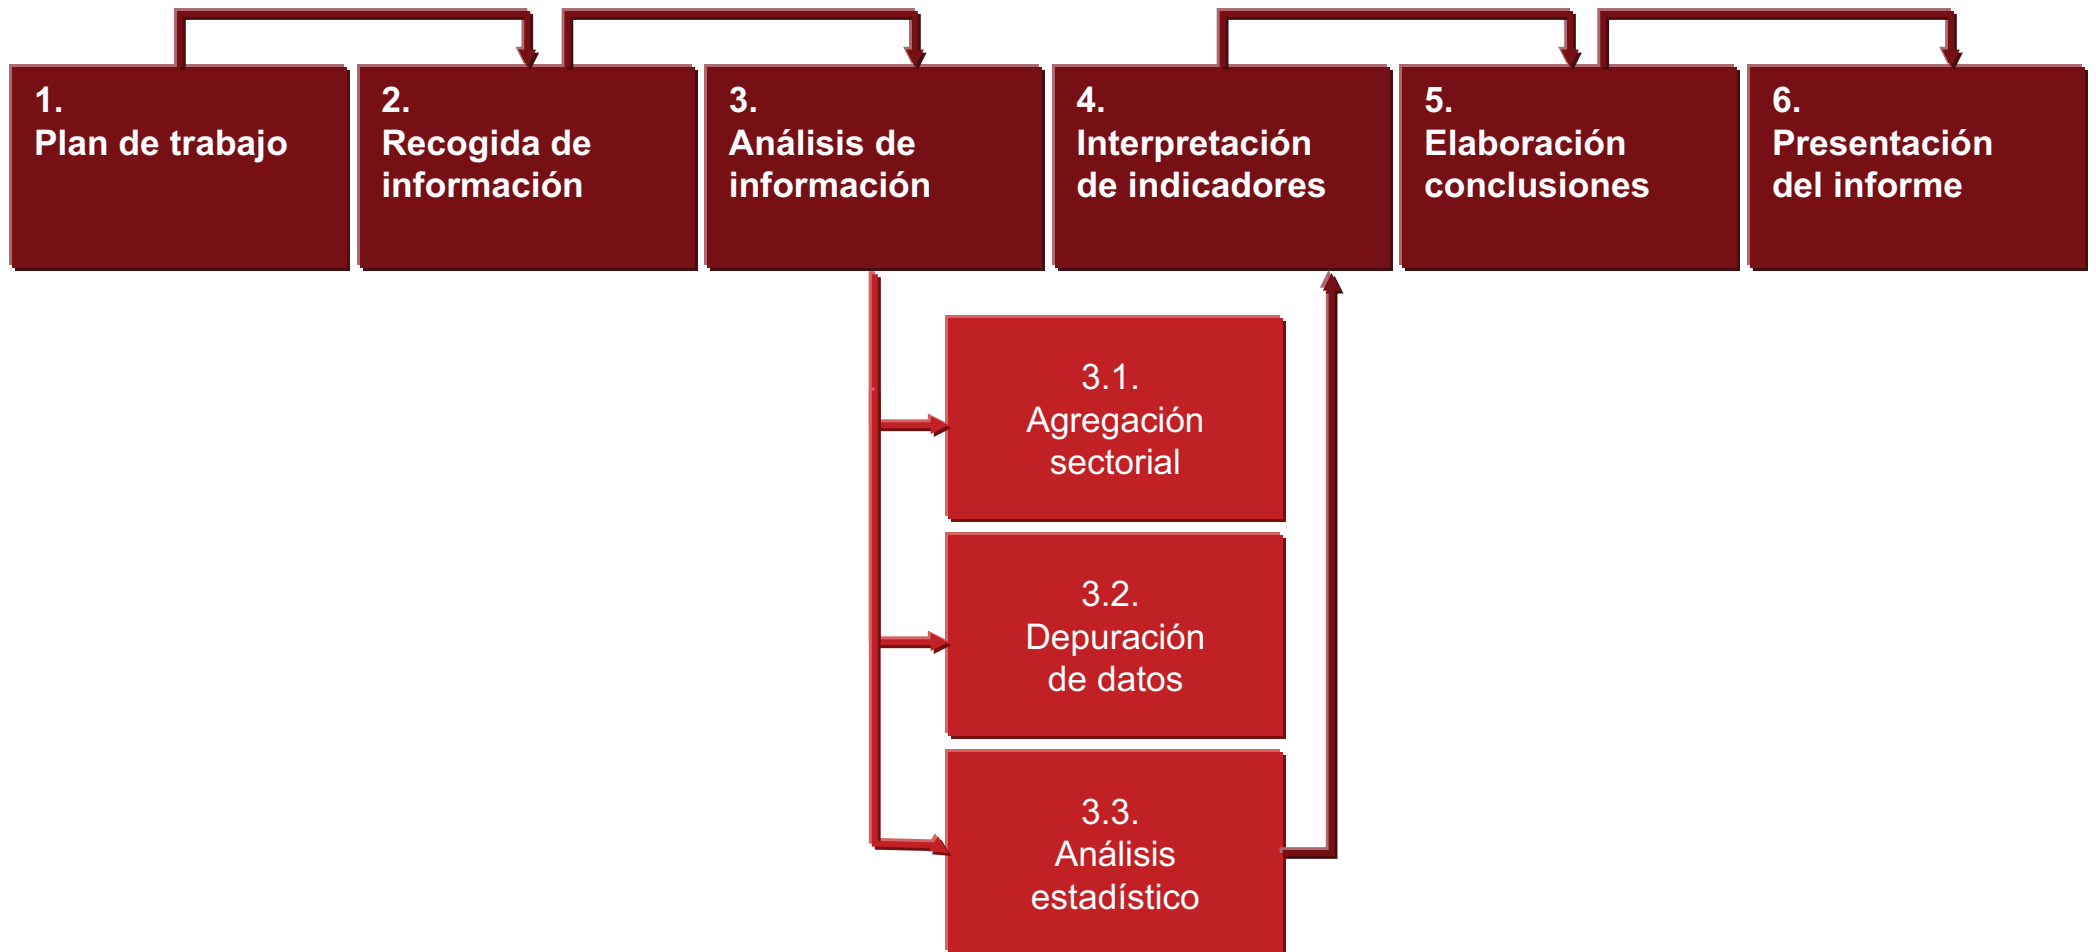 1.
Plan de trabajo
2.
Recogida de
información
3.
Análisis de
información
4.
Interpretación
de indicadores
5.
Elaboración
conclusiones
6.
Presentación
del informe
3.1.
Agregación
sectorial
3.2.
Depuración
de datos
3.3.
Análisis
estadístico